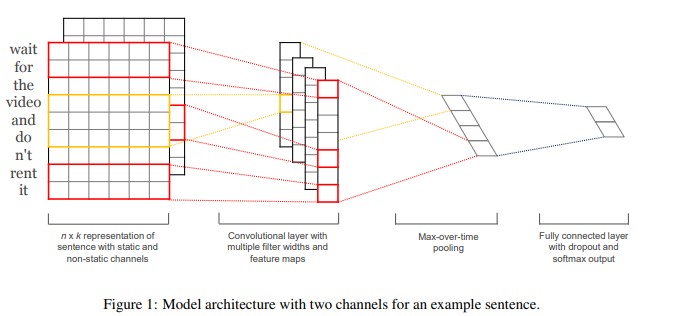 wait
for
the
video
and
do
n't
rent
it
n x k representation of
sentence with static and
non-static channels
Convolutional layer with
multiple filter widths and
feature maps
Max-over-time
pooling
Fully connected layer
with dropout and
softmax output
Figure 1: Model architecture with two channels for an example sentence.